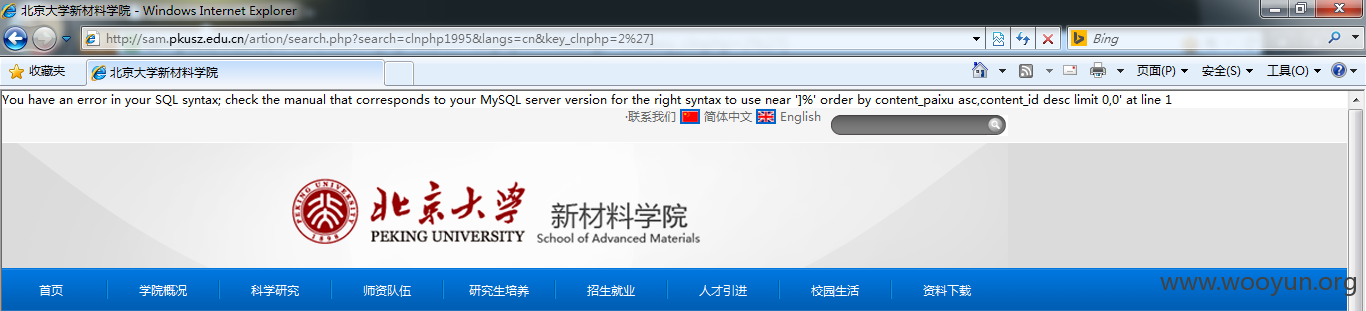 北京大学新材料学院 - Windows Internet Explorer
http://sam.pkusz.edu.cn/artion/search.php?search=clnphp1995&langs=cn&key_clnphp=2%27]
Bing
收藏夹
北京大学新材料学院
页面(P)
安全(S)
工具(O)
You have an error in your SQL syntax; check the manual that corresponds to your MySQL server version for the right syntax to use near ']%' order by content_paixu asc,content_id desc limit 0,0' at line 1
·联系我们 简体中文 English
PEKING UNIVERSITY
1898
北京大学
PEKING UNIVERSITY
新材料学院
School of Advanced Materials
首页 学院概况 科学研究 师资队伍 研究生培养 招生就业 人才引进 校园生活 资料下载
www.wooyun.org